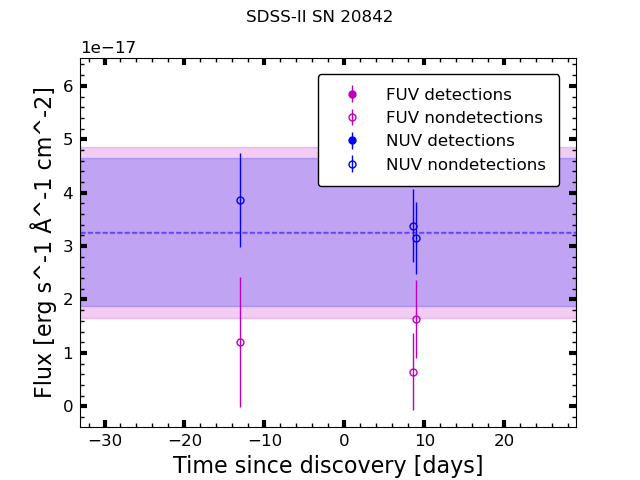 SDSS-II SN 20842
1e−17
FUV detections
FUV nondetections
NUV detections
NUV nondetections
6
5
4
3
2
1
0
Flux [erg s^-1 Å^-1 cm^-2]
−30
−20
−10
0
10
20
Time since discovery [days]